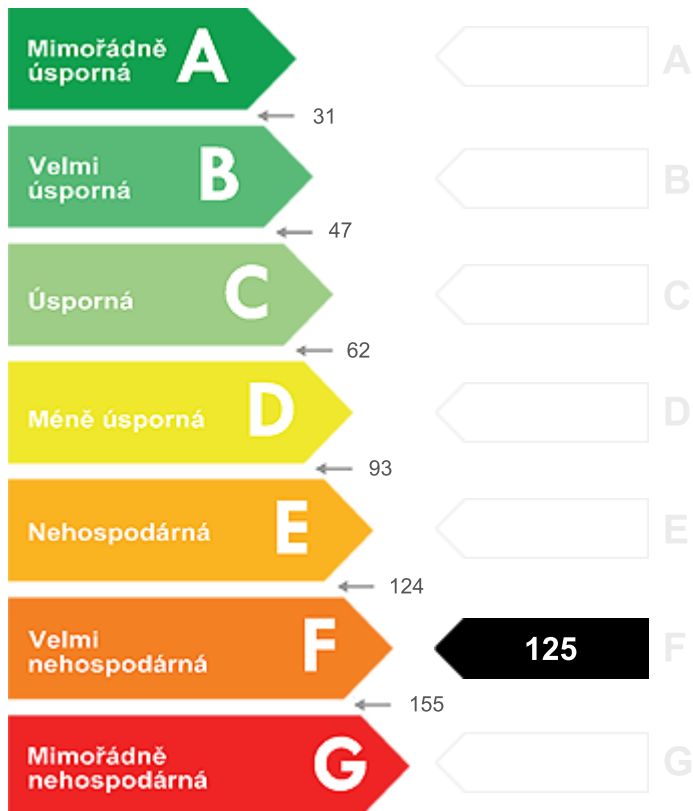 Mimořádně
úsporná
A
A
31
Velmi
úsporná
B
B
47
Úsporná
C
C
62
Méně úsporná
D
D
93
Nehospodárná
E
E
124
Velmi
nehospodárná
F
125
F
155
Mimořádně
nehospodárná
G
G